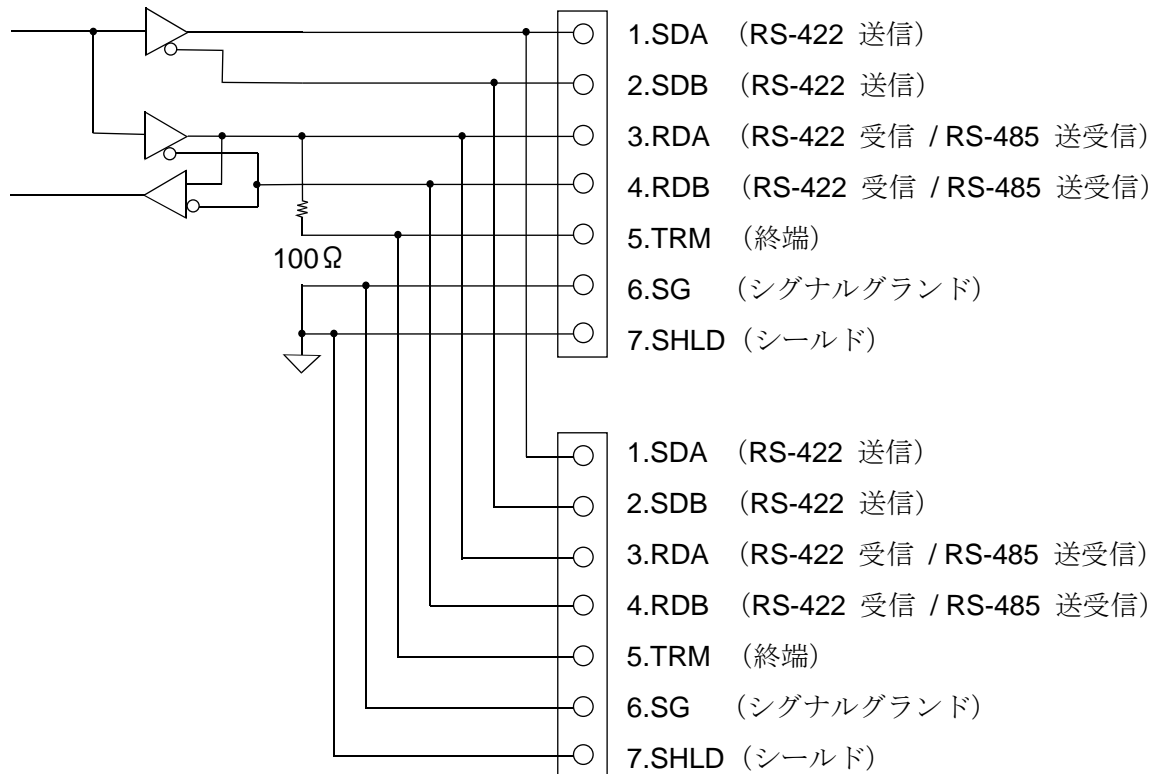 1.SDA （RS-422 送信）
2.SDB （RS-422 送信）
3.RDA （RS-422 受信 / RS-485 送受信）
4.RDB （RS-422 受信 / RS-485 送受信）
5.TRM （終端）
100Ω
6.SG （シグナルグランド）
7.SHLD（シールド）
1.SDA （RS-422 送信）
2.SDB （RS-422 送信）
3.RDA （RS-422 受信 / RS-485 送受信）
4.RDB （RS-422 受信 / RS-485 送受信）
5.TRM （終端）
6.SG （シグナルグランド）
7.SHLD（シールド）